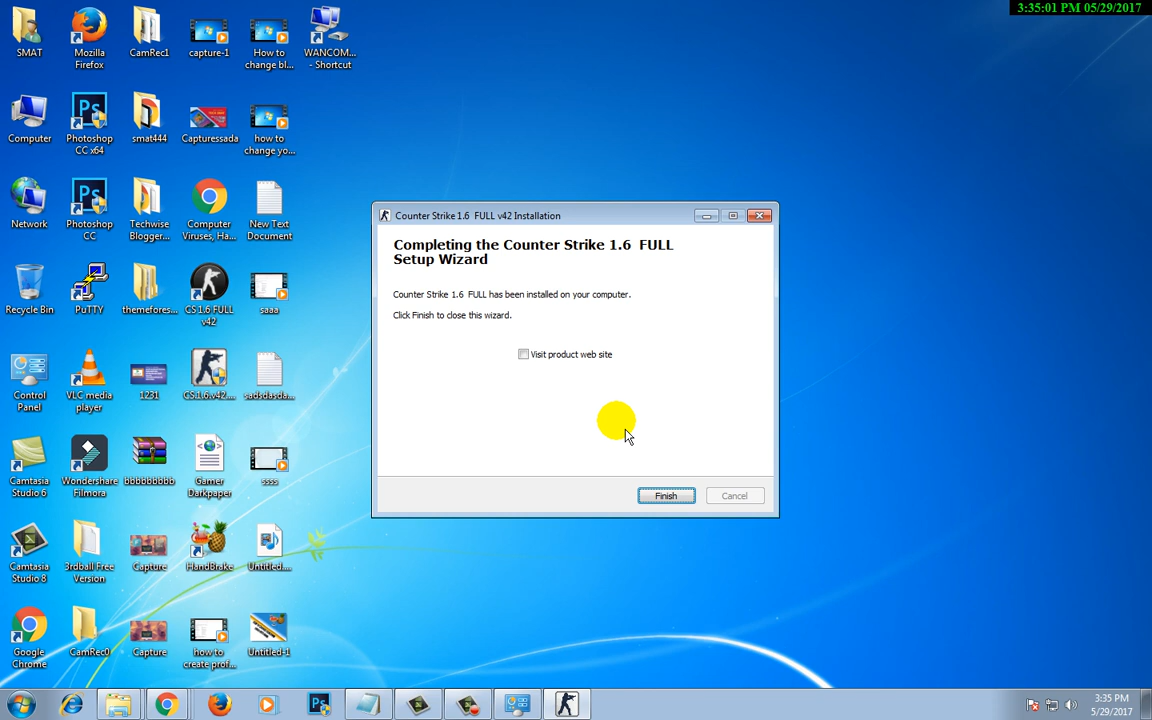 3:35:01 PM 05/29/2017
SMAT
Mozilla
Firefox
CamRec1
capture-1
How to
change bl...
WANCOM...
- Shortcut
Computer
Photoshop
CC x64
smat444
Capturessada
how to
change yo...
Network
Photoshop
CC
Techwise
Blogger...
Computer
Viruses, Ha...
New Text
Document
Recycle Bin
PuTTY
themefores...
CS 1.6 FULL
v42
saaa
Control
Panel
VLC media
player
1231
CS.1.6.v42....
sadsdasda...
Camtasia
Studio 6
Wondershare
Filmora
bbbbbbbbb
Gamer
Darkpaper
ssss
Camtasia
Studio 8
3rdball Free
Version
Capture
HandBrake
Untitled....
Google
Chrome
CamRec0
Capture
how to
create prof...
Untitled-1
Counter Strike 1.6 FULL v42 Installation
Completing the Counter Strike 1.6 FULL
Setup Wizard
Counter Strike 1.6 FULL has been installed on your computer.
Click Finish to close this wizard.
Visit product web site
Finish
Cancel
3:35 PM
5/29/2017